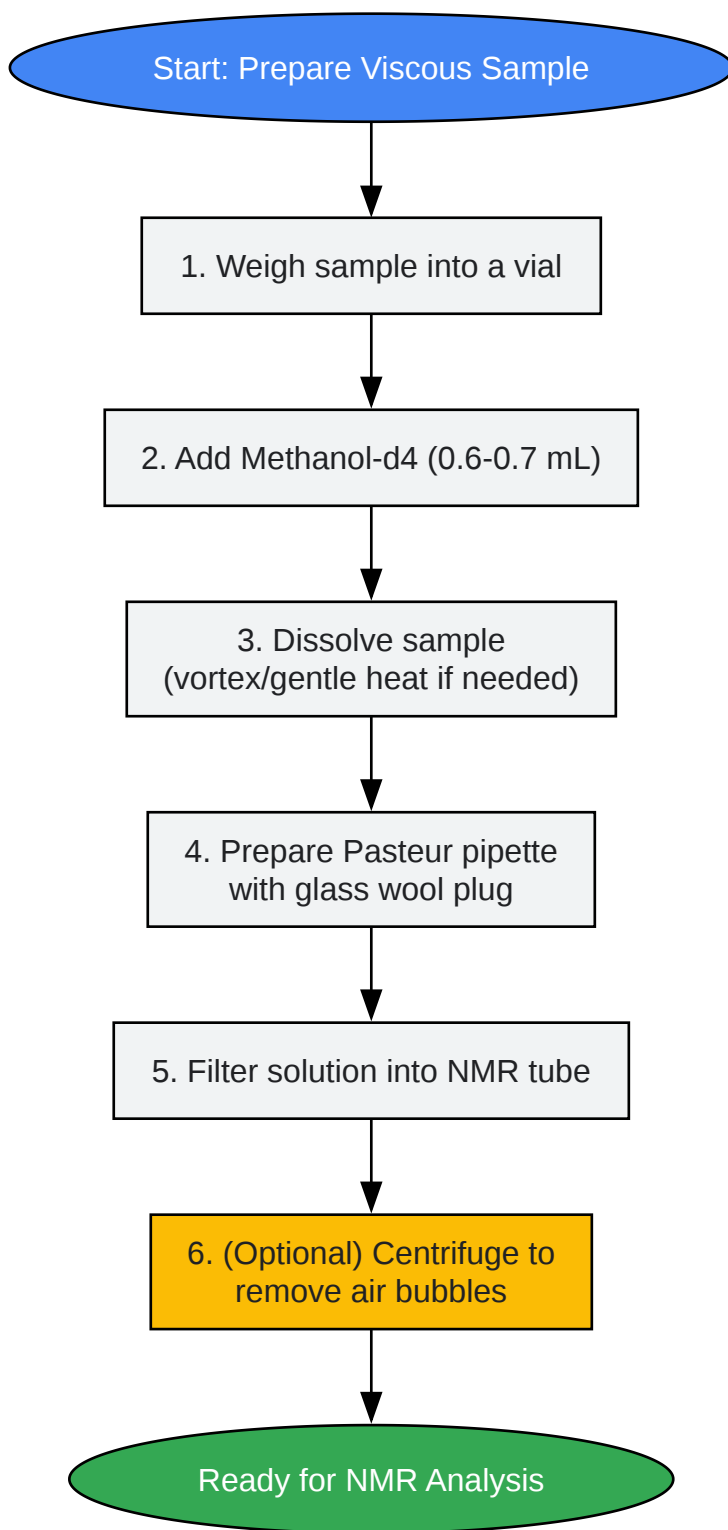 Start: Prepare Viscous Sample
1. Weigh sample into a vial
2. Add Methanol-d4 (0.6-0.7 mL)
3. Dissolve sample
(vortex/gentle heat if needed)
4. Prepare Pasteur pipette
with glass wool plug
5. Filter solution into NMR tube
6. (Optional) Centrifuge to
remove air bubbles
Ready for NMR Analysis